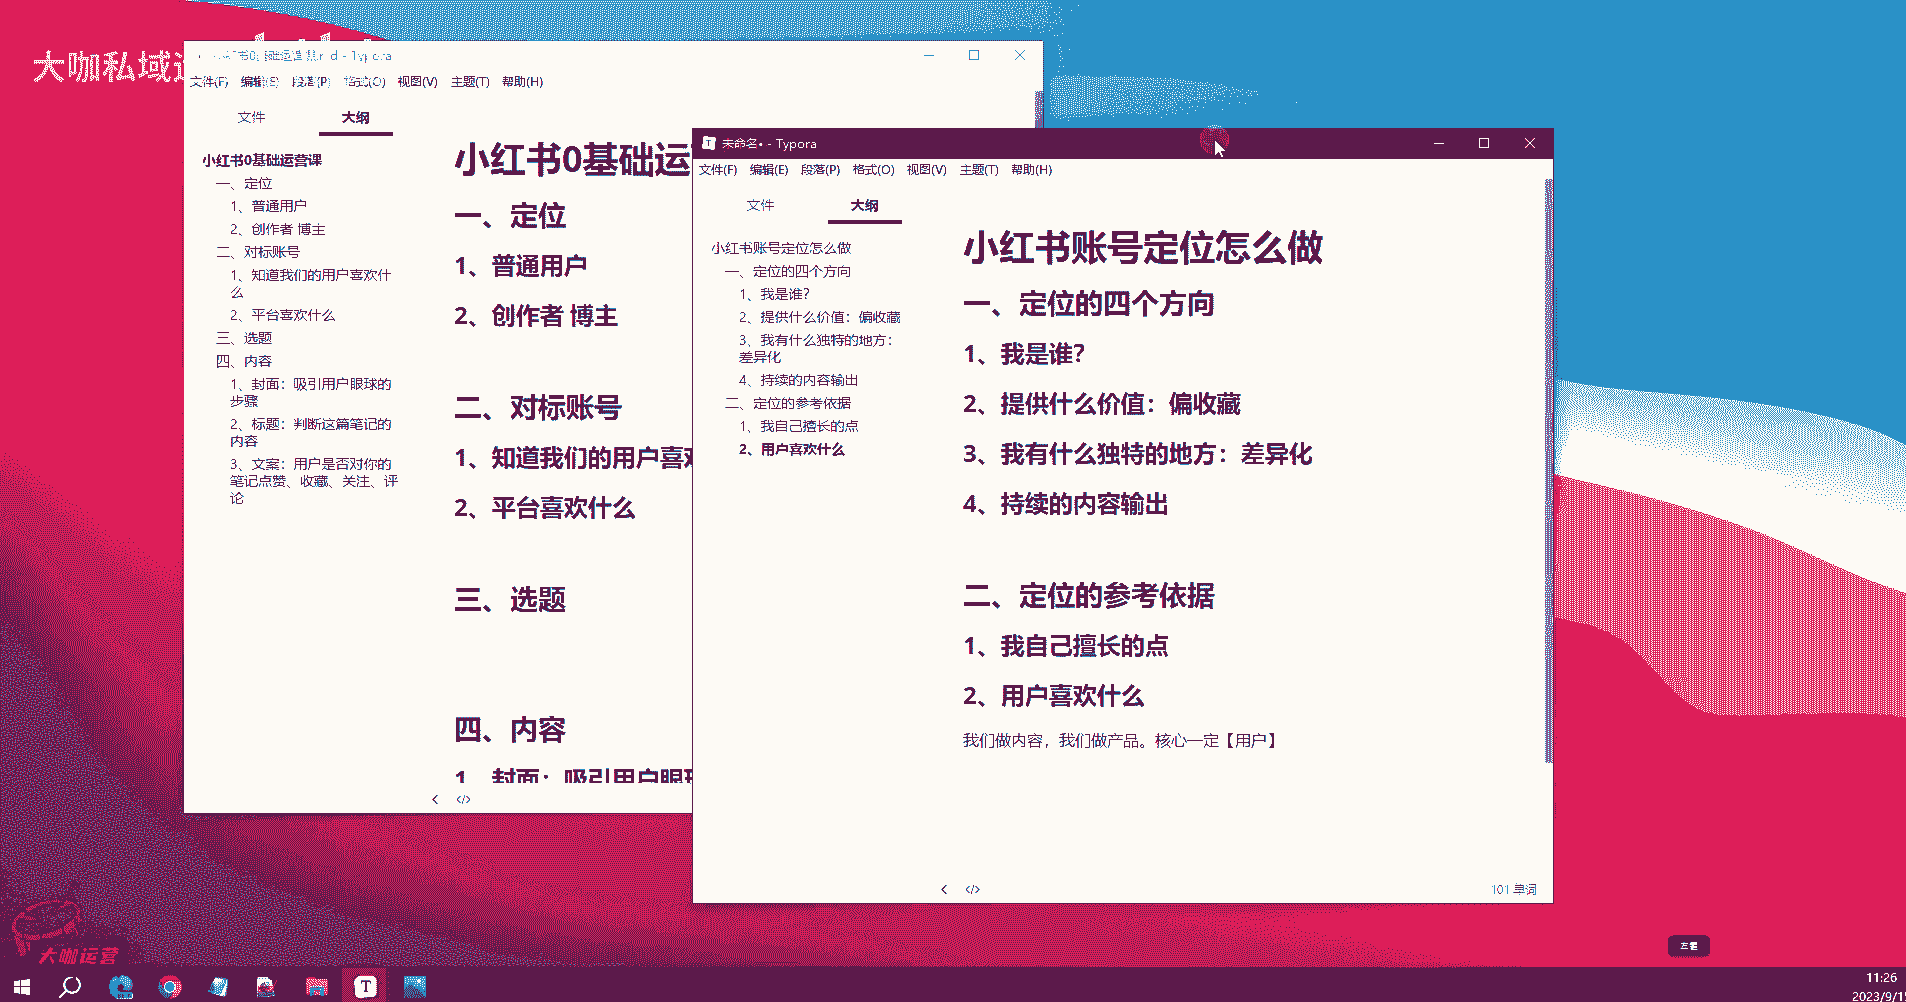 大咖私域
小红书0基础运营课.md - Typora
文件(F) 编辑(E) 段落(P) 格式(O) 视图(V) 主题(T) 帮助(H)
文件 大纲
小红书0基础运营课
一、定位
1、普通用户
2、创作者 博主
二、对标账号
1、知道我们的用户喜欢什
么
2、平台喜欢什么
三、选题
四、内容
1、封面：吸引用户眼球的
步骤
2、标题：判断这篇笔记的
内容
3、文案：用户是否对你的
笔记点赞、收藏、关注、评
论
小红书0基础运
一、定位
1、普通用户
2、创作者 博主
二、对标账号
1、知道我们的用户喜
2、平台喜欢什么
三、选题
四、内容
1、封面：吸引用户眼
未命名• - Typora
文件(F) 编辑(E) 段落(P) 格式(O) 视图(V) 主题(T) 帮助(H)
文件 大纲
小红书账号定位怎么做
一、定位的四个方向
1、我是谁？
2、提供什么价值：偏收藏
3、我有什么独特的地方：
差异化
4、持续的内容输出
二、定位的参考依据
1、我自己擅长的点
2、用户喜欢什么
小红书账号定位怎么做
一、定位的四个方向
1、我是谁？
2、提供什么价值：偏收藏
3、我有什么独特的地方：差异化
4、持续的内容输出
二、定位的参考依据
1、我自己擅长的点
2、用户喜欢什么
我们做内容，我们做产品。核心一定【用户】
101 单词
左键
大咖运营
11:26
2023/9/1